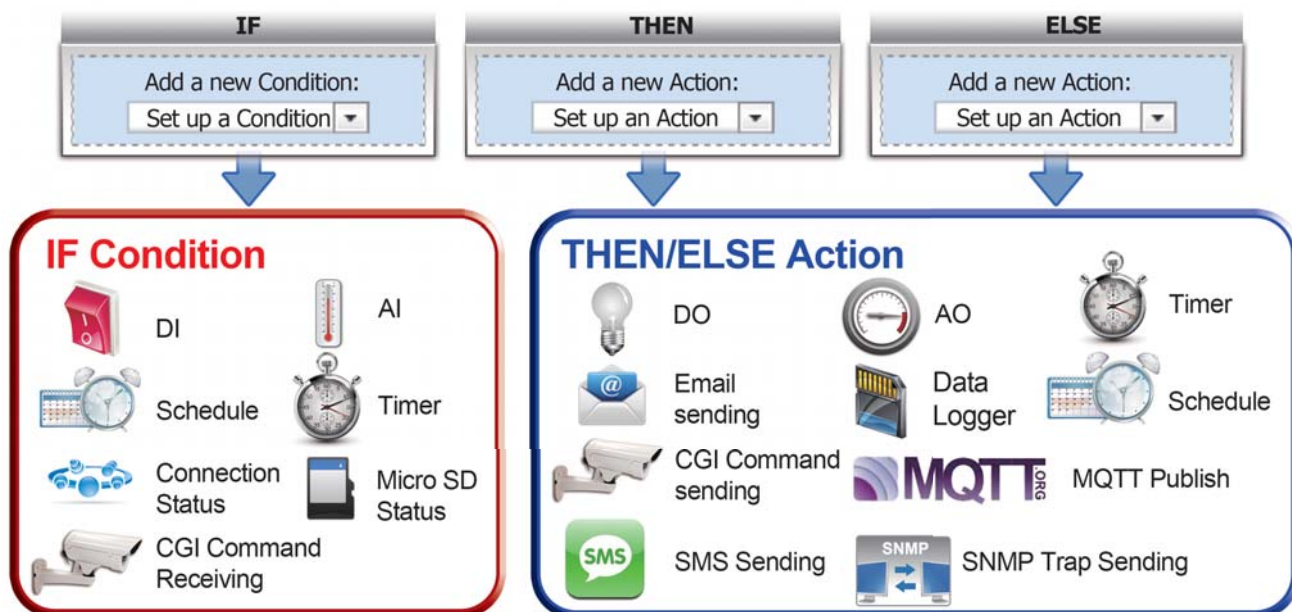 IF
Add a new Condition:
Set up a Condition
THEN
Add a new Action:
Set up an Action
ELSE
Add a new Action:
Set up an Action
IF Condition
DI
AI
Schedule
Timer
Connection
Status
Micro SD
Status
CGI Command
Receiving
THEN/ELSE Action
DO
AO
Timer
@
Email
sending
Data
Logger
Schedule
CGI Command
sending
MQTT.ORG
MQTT Publish
SMS
SMS Sending
SNMP
SNMP Trap Sending